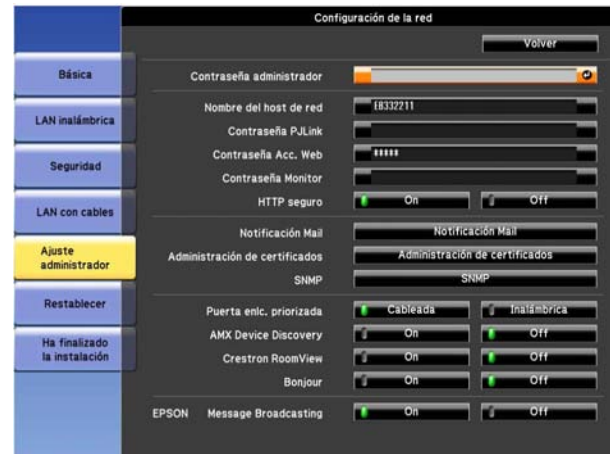 Configuración de la red
Volver
Básica
LAN inalámbrica
Seguridad
LAN con cables
Ajuste
administrador
Restablecer
Ha finalizado
la instalación
Contraseña administrador
Nombre del host de red EB332211
Contraseña PJLink
Contraseña Acc. Web *****
Contraseña Monitor
HTTP seguro On Off
Notificación Mail Notificación Mail
Administración de certificados Administración de certificados
SNMP SNMP
Puerta enlc. priorizada Cableada Inalámbrica
AMX Device Discovery On Off
Crestron RoomView On Off
Bonjour On Off
EPSON Message Broadcasting On Off